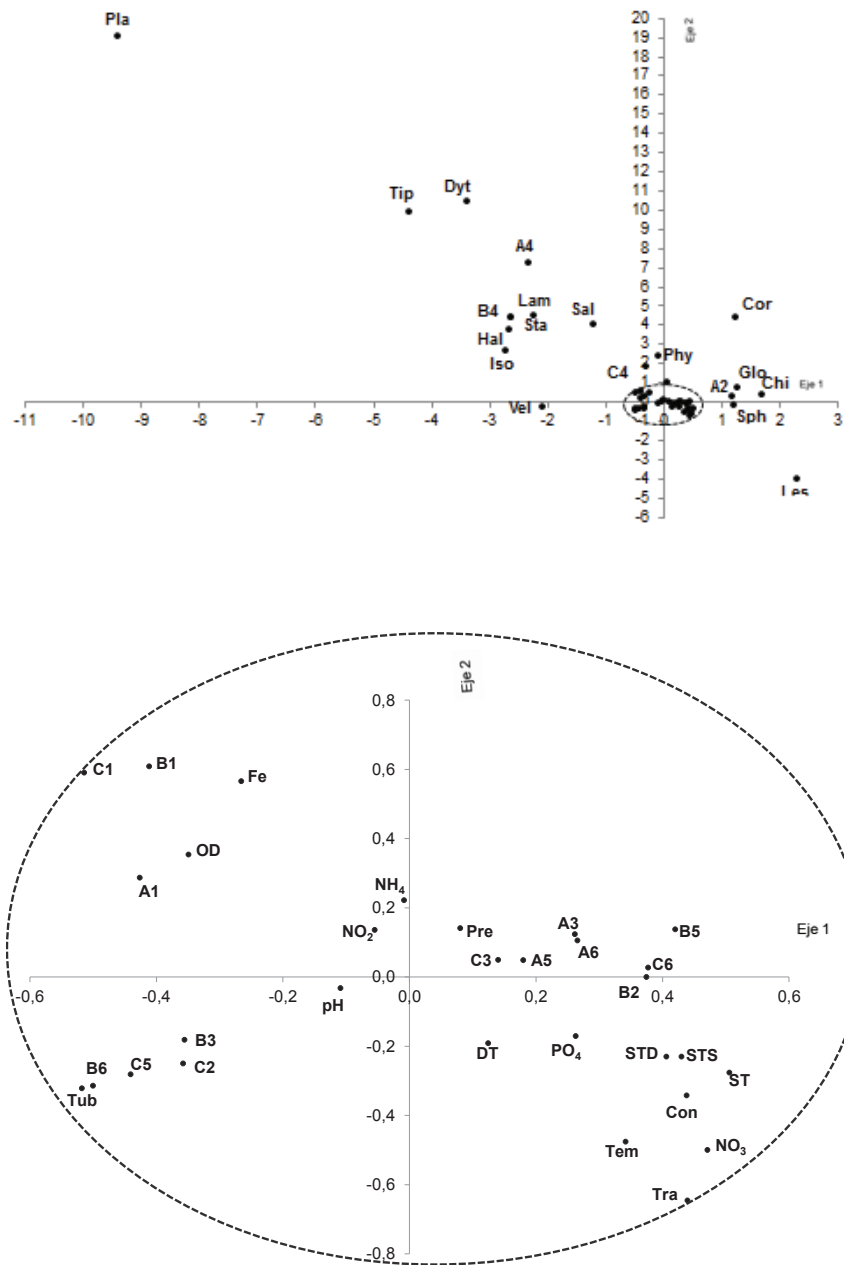 Pla
20
19
18
17
16
15
14
13
12
11
10
9
8
7
6
5
4
3
2
1
0
-2
-3
-4
-5
-6
Eje 2
Tip
Dyt
A4
B4
Lam
Sta
Sal
Hal
Iso
Cor
Phy
C4
A2
Glo
Chi
Eje 1
Vel
Sph
Les
-11 -10 -9 -8 -7 -6 -5 -4 -3 -2 -1 0 1 2 3
Eje 2
0,8
0,6
0,4
0,2
0,0
-0,2
-0,4
-0,6
-0,8
C1
B1
Fe
OD
A1
NH4
NO2
Pre
A3
B5
Eje 1
A6
C3
A5
C6
B2
-0,6 -0,4 -0,2 0,0 0,2 0,4 0,6
pH
B3
C2
C5
B6
Tub
DT
PO4
STD
STS
ST
Con
Tem
NO3
Tra